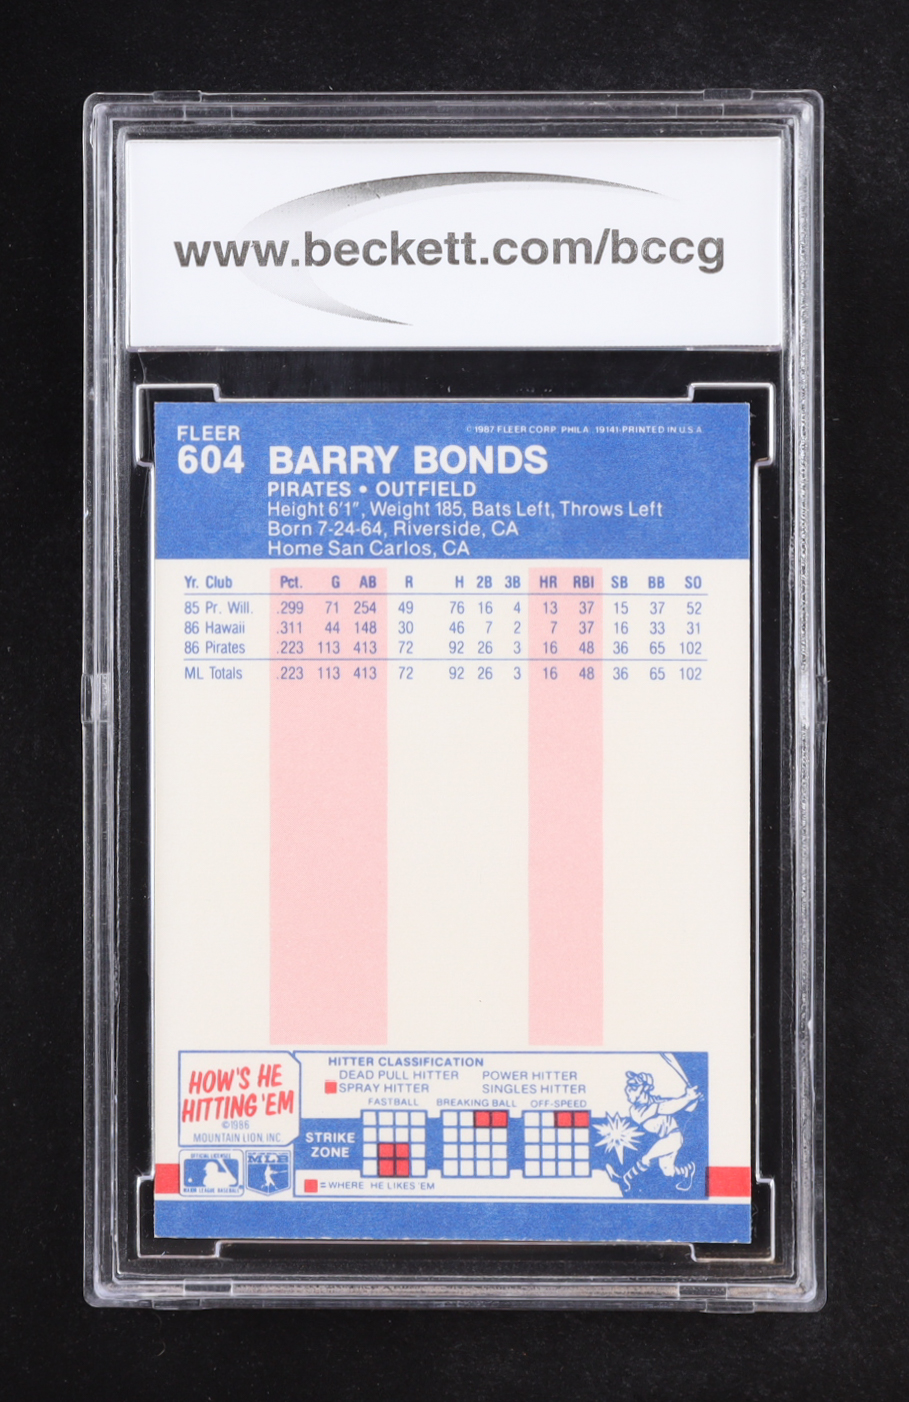 www.beckett.com/bccg
FLEER
604
©1987 FLEER CORP. PHILA. 19141-PRINTED IN U.S.A.
BARRY BONDS
PIRATES • OUTFIELD
Height 6'1", Weight 185, Bats Left, Throws Left
Born 7-24-64, Riverside, CA
Home San Carlos, CA
Yr. Club Pct. G AB R H 2B 3B HR RBI SB BB SO
85 Pr. Will. .299 71 254 49 76 16 4 13 37 15 37 52
86 Hawaii .311 44 148 30 46 7 2 7 37 16 33 31
86 Pirates .223 113 413 72 92 26 3 16 48 36 65 102
ML Totals .223 113 413 72 92 26 3 16 48 36 65 102
HOW'S HE
HITTING 'EM
©1986
MOUNTAIN LION INC.
HITTER CLASSIFICATION
DEAD PULL HITTER POWER HITTER
SPRAY HITTER SINGLES HITTER
FASTBALL BREAKING BALL OFF-SPEED
STRIKE
ZONE
= WHERE HE LIKES 'EM
OFFICIAL LICENSEE
MAJOR LEAGUE BASEBALL
MLB